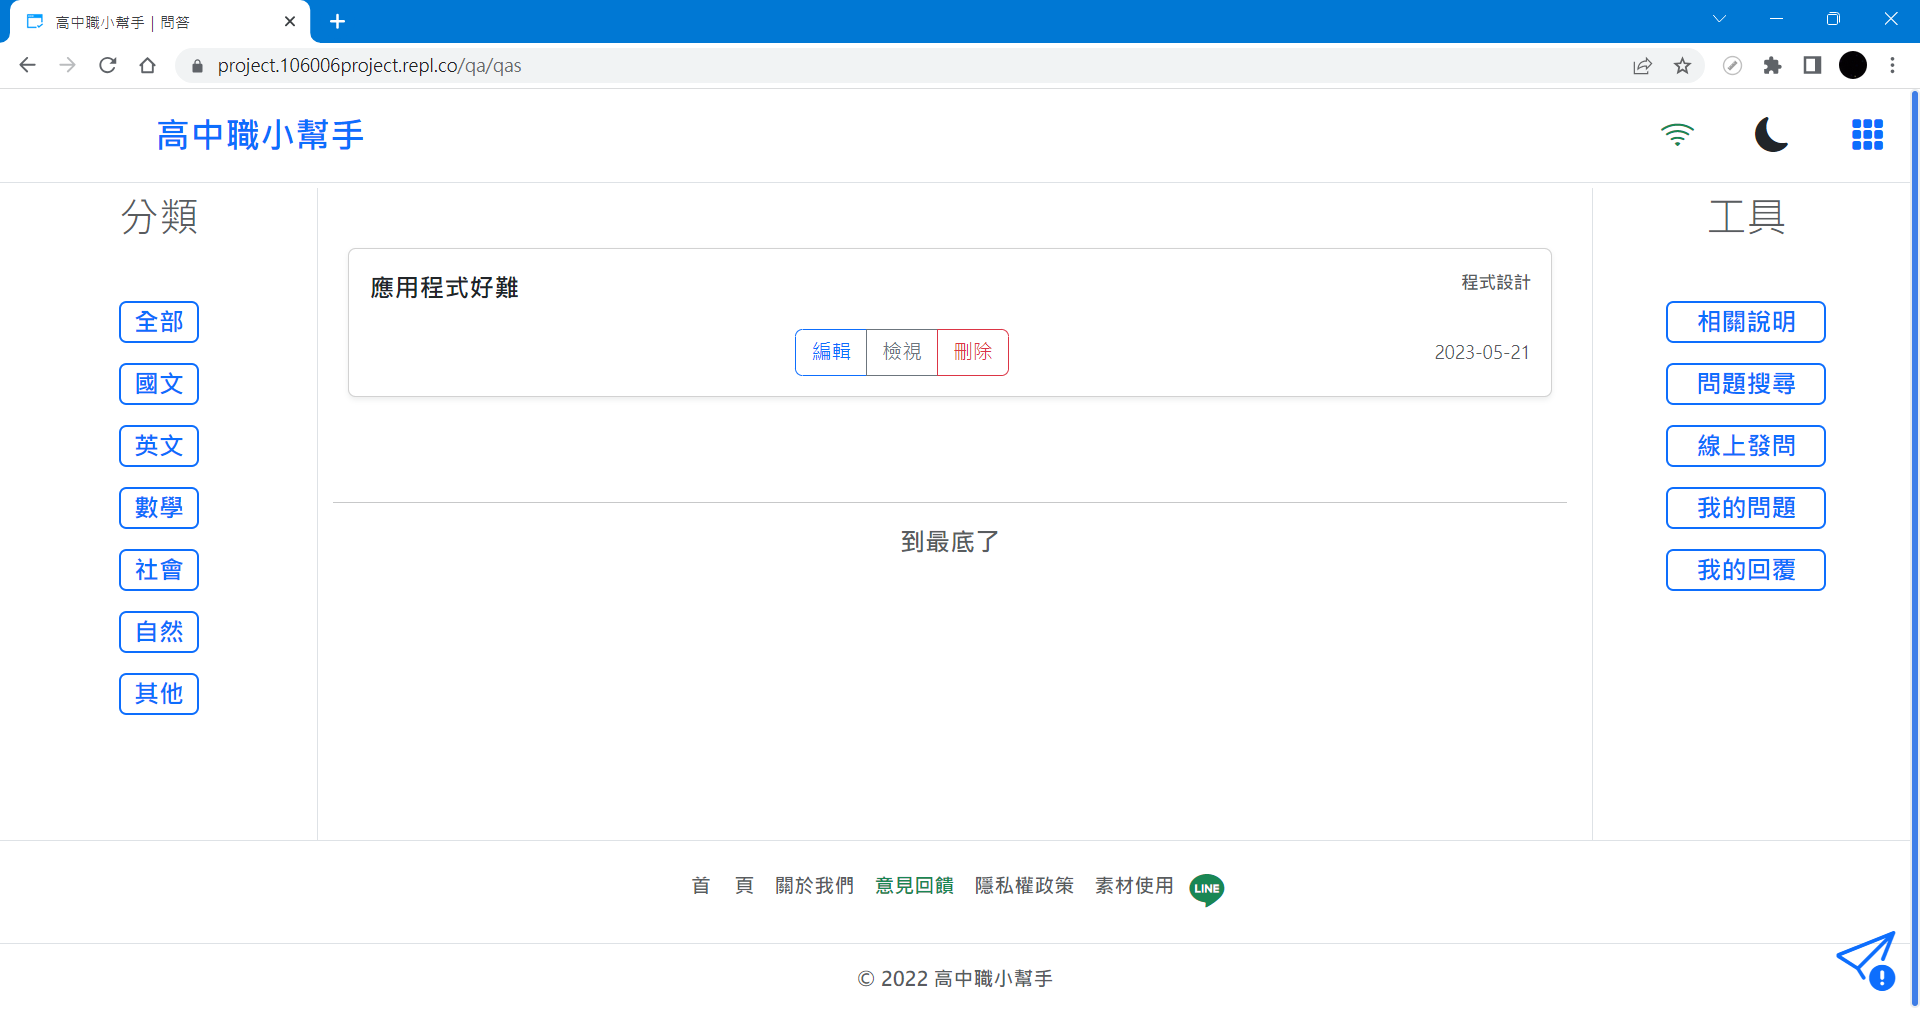 高中職小幫手 | 問答
project.106006project.repl.co/qa/qas
高中職小幫手
分類
全部
國文
英文
數學
社會
自然
其他
應用程式好難
程式設計
編輯 檢視 刪除
2023-05-21
到最底了
工具
相關說明
問題搜尋
線上發問
我的問題
我的回覆
首 頁 關於我們 意見回饋 隱私權政策 素材使用 LINE
© 2022 高中職小幫手